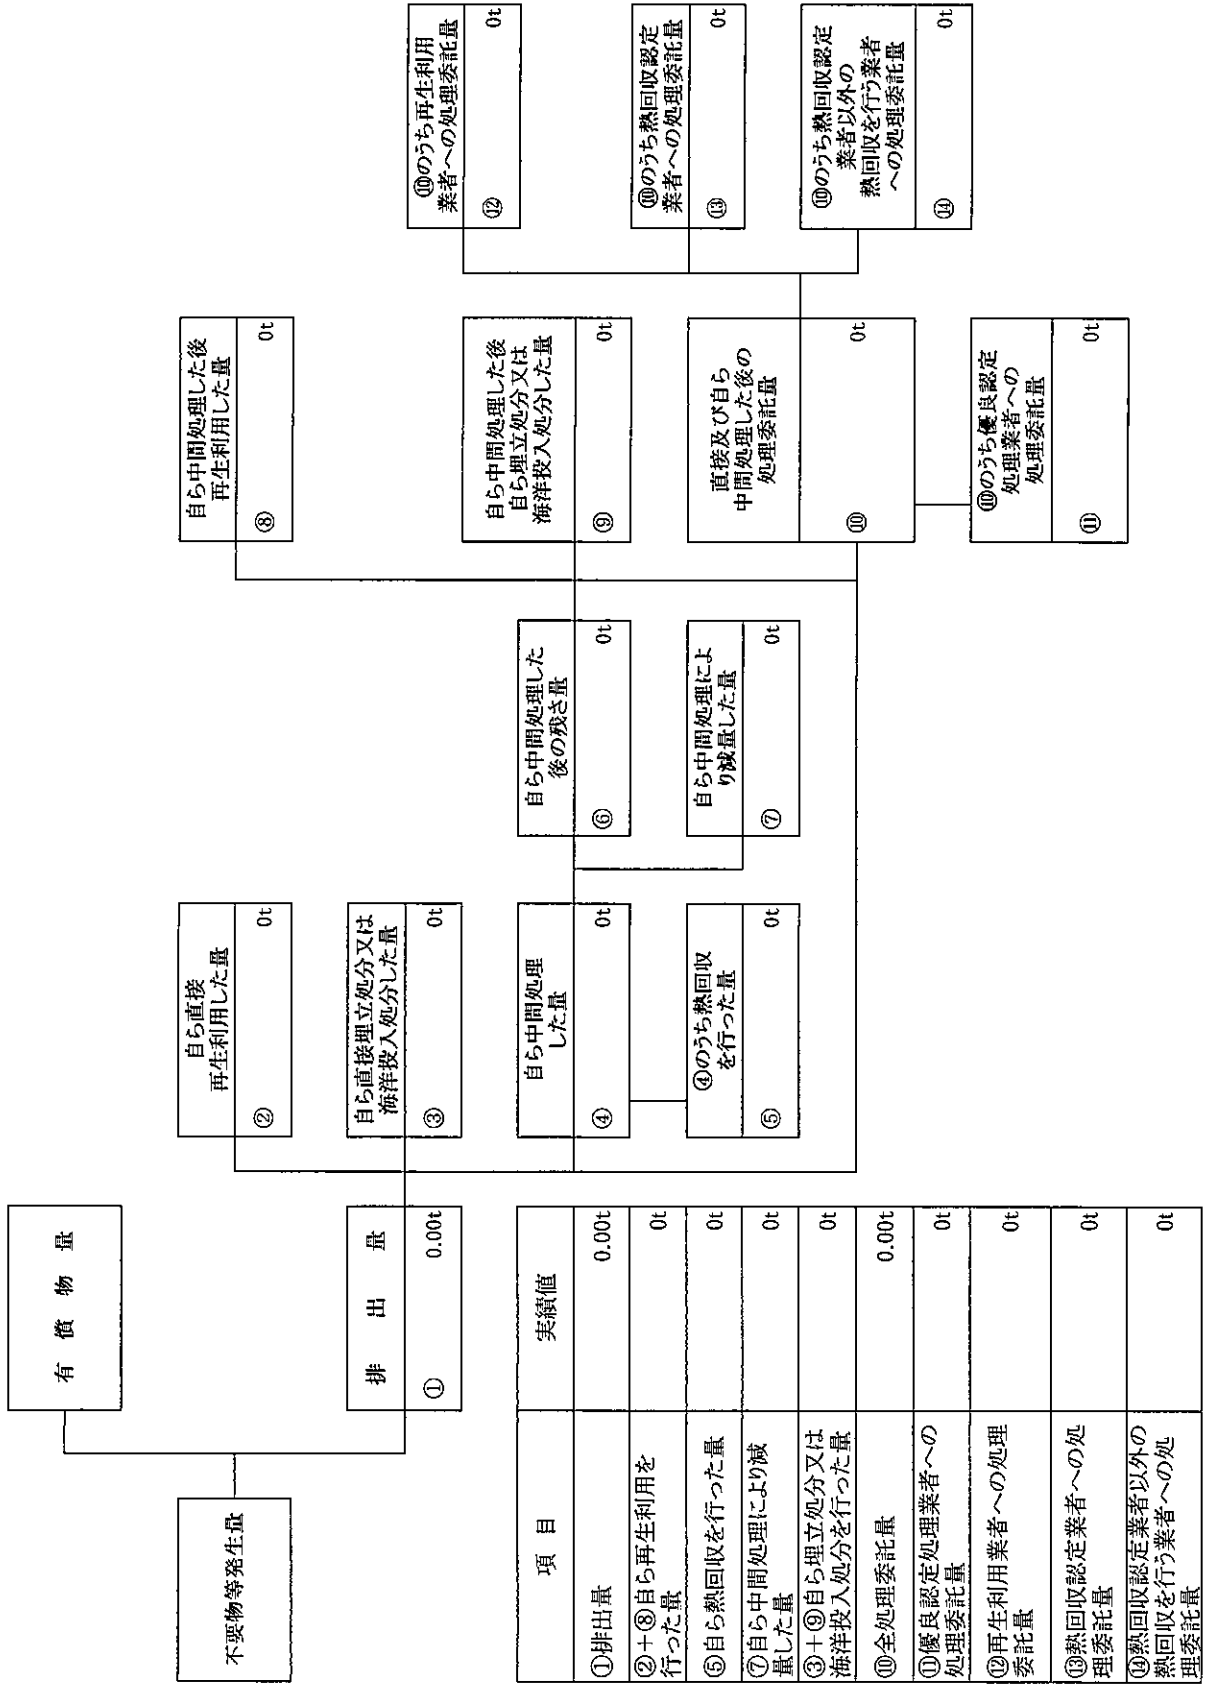 不要物等発生量
有償物量
排出量
① 0.00t
自ら直接
再生利用した量
② 0t
自ら直接埋立処分又は
海洋投入処分した量
③ 0t
自ら中間処理
した量
④ 0t
④のうち熱回収
を行った量
⑤ 0t
自ら中間処理した
後の残さ量
⑥ 0t
自ら中間処理によ
り減量した量
⑦ 0t
自ら中間処理した後
再生利用した量
⑧ 0t
自ら中間処理した後
自ら埋立処分又は
海洋投入処分した量
⑨ 0t
直接及び自ら
中間処理した後の
処理委託量
⑩ 0t
⑩のうち優良認定
処理業者への
処理委託量
⑪ 0t
⑩のうち再生利用
業者への処理委託量
⑫ 0t
⑩のうち熱回収認定
業者への処理委託量
⑬ 0t
⑩のうち熱回収認定
業者以外の
熱回収を行う業者
への処理委託量
⑭ 0t
項目 実績値
①排出量 0.00t
②+⑧自ら再生利用を
行った量 0t
⑤自ら熱回収を行った量 0t
⑦自ら中間処理により減
量した量 0t
③+⑨自ら埋立処分又は
海洋投入処分を行った量 0t
⑩全処理委託量 0.00t
⑪優良認定処理業者への
処理委託量 0t
⑫再生利用業者への処理
委託量 0t
⑬熱回収認定業者への処
理委託量 0t
⑭熱回収認定業者以外の
熱回収を行う業者への処
理委託量 0t